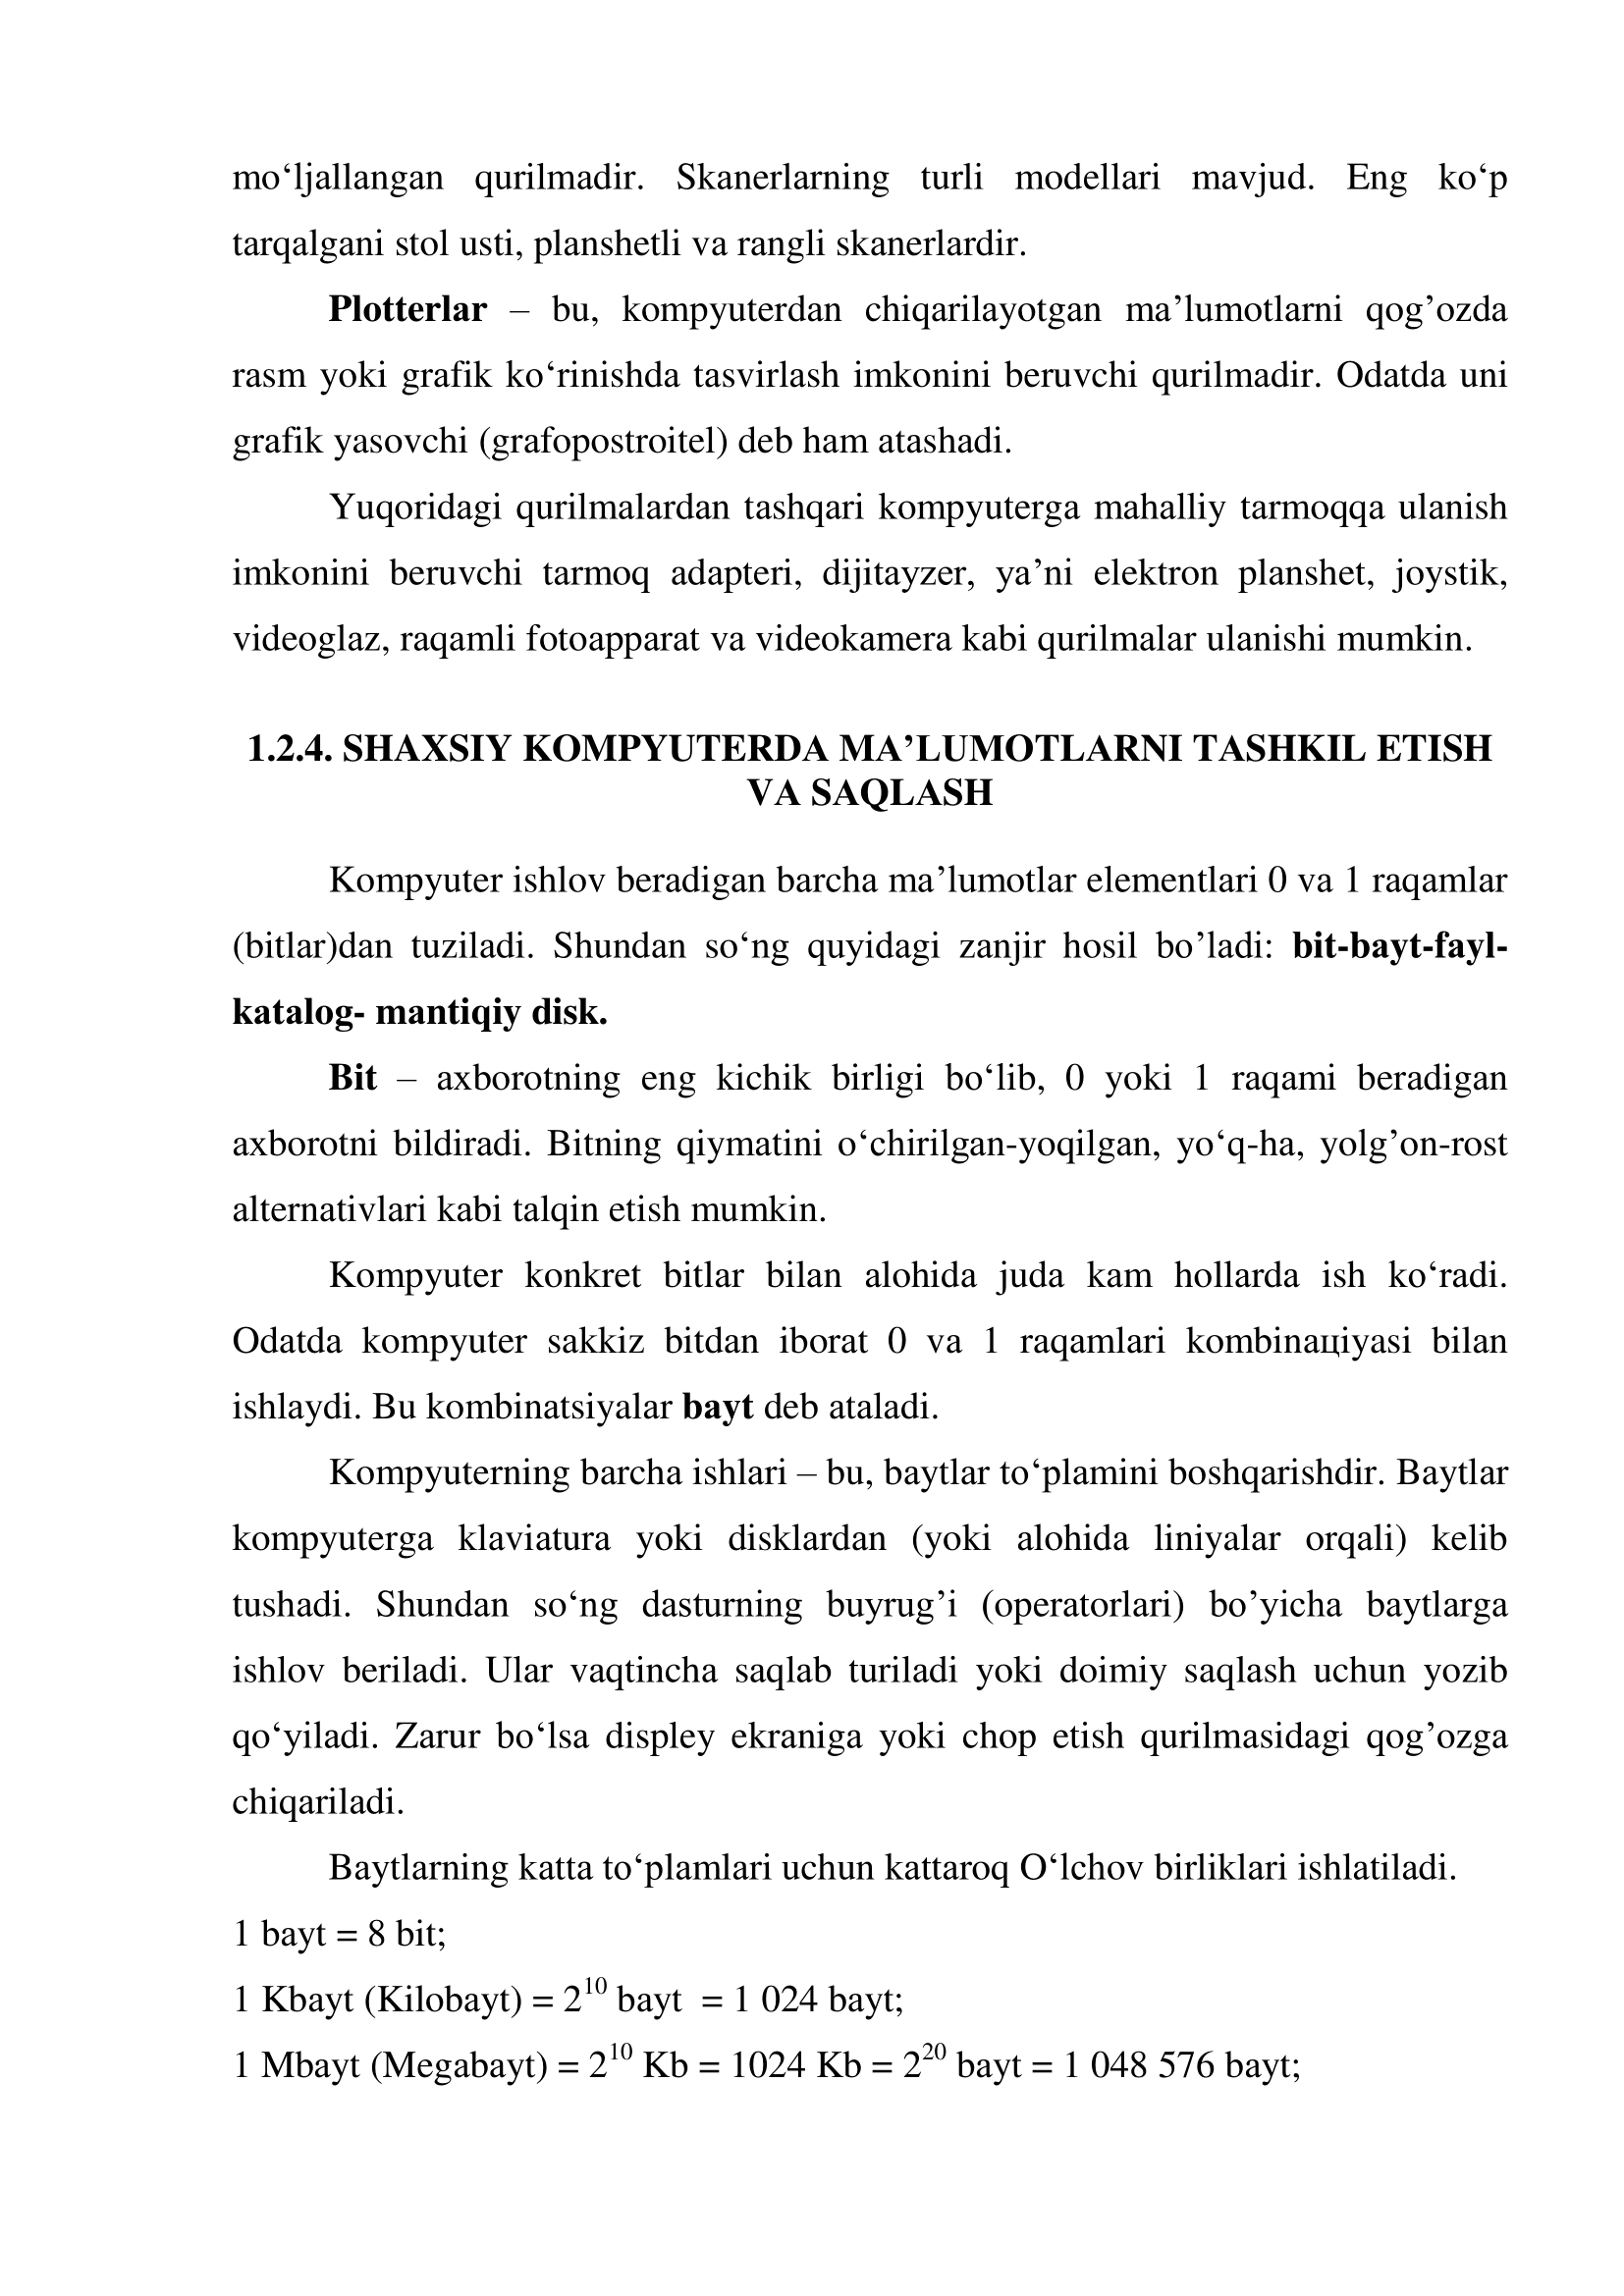 mo‘ljallangan qurilmadir. Skanerlarning turli modellari mavjud. Eng ko‘p
tarqalgani stol usti, planshetli va rangli skanerlardir.
Plotterlar – bu, kompyuterdan chiqarilayotgan ma’lumotlarni qog’ozda
rasm yoki grafik ko‘rinishda tasvirlash imkonini beruvchi qurilmadir. Odatda uni
grafik yasovchi (grafopostroitel) deb ham atashadi.
Yuqoridagi qurilmalardan tashqari kompyuterga mahalliy tarmoqqa ulanish
imkonini beruvchi tarmoq adapteri, dijitayzer, ya’ni elektron planshet, joystik,
videoglaz, raqamli fotoapparat va videokamera kabi qurilmalar ulanishi mumkin.
1.2.4. SHAXSIY KOMPYUTERDA MA’LUMOTLARNI TASHKIL ETISH
VA SAQLASH
Kompyuter ishlov beradigan barcha ma’lumotlar elementlari 0 va 1 raqamlar
(bitlar)dan tuziladi. Shundan so‘ng quyidagi zanjir hosil bo’ladi: bit-bayt-fayl-
katalog- mantiqiy disk.
Bit – axborotning eng kichik birligi bo‘lib, 0 yoki 1 raqami beradigan
axborotni bildiradi. Bitning qiymatini o‘chirilgan-yoqilgan, yo‘q-ha, yolg’on-rost
alternativlari kabi talqin etish mumkin.
Kompyuter konkret bitlar bilan alohida juda kam hollarda ish ko‘radi.
Odatda kompyuter sakkiz bitdan iborat 0 va 1 raqamlari kombinaцiyasi bilan
ishlaydi. Bu kombinatsiyalar bayt deb ataladi.
Kompyuterning barcha ishlari – bu, baytlar to‘plamini boshqarishdir. Baytlar
kompyuterga klaviatura yoki disklardan (yoki alohida liniyalar orqali) kelib
tushadi. Shundan so‘ng dasturning buyrug’i (operatorlari) bo’yicha baytlarga
ishlov beriladi. Ular vaqtincha saqlab turiladi yoki doimiy saqlash uchun yozib
qo‘yiladi. Zarur bo‘lsa displey ekraniga yoki chop etish qurilmasidagi qog’ozga
chiqariladi.
Baytlarning katta to‘plamlari uchun kattaroq O‘lchov birliklari ishlatiladi.
1 bayt = 8 bit;
1 Kbayt (Kilobayt) = 2¹⁰ bayt  = 1 024 bayt;
1 Mbayt (Megabayt) = 2¹⁰ Kb = 1024 Kb = 2²⁰ bayt = 1 048 576 bayt;